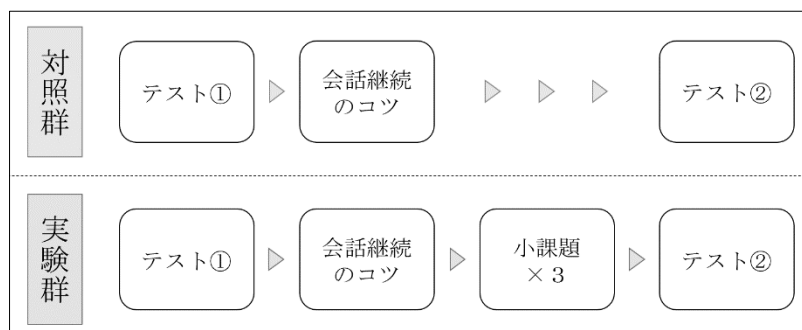 対照群
テスト①
会話継続
のコツ
テスト②
実験群
テスト①
会話継続
のコツ
小課題
×3
テスト②